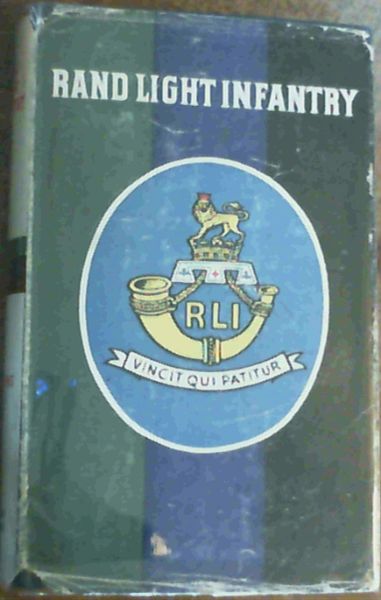 RAND LIGHT INFANTRY
RLI
VINCIT QUI PATITUR